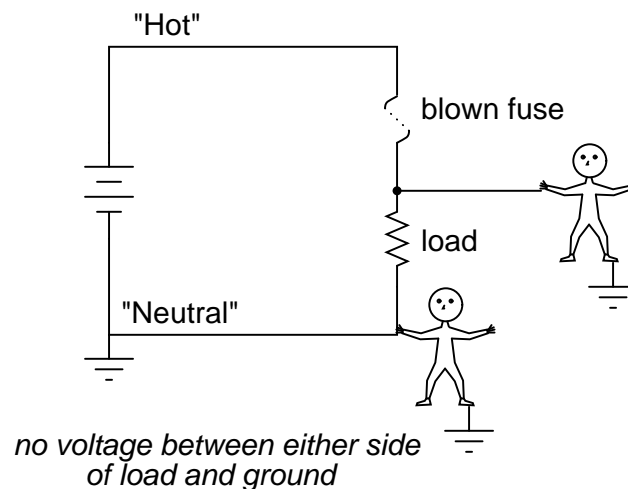 "Hot"
blown fuse
load
"Neutral"
no voltage between either side
of load and ground